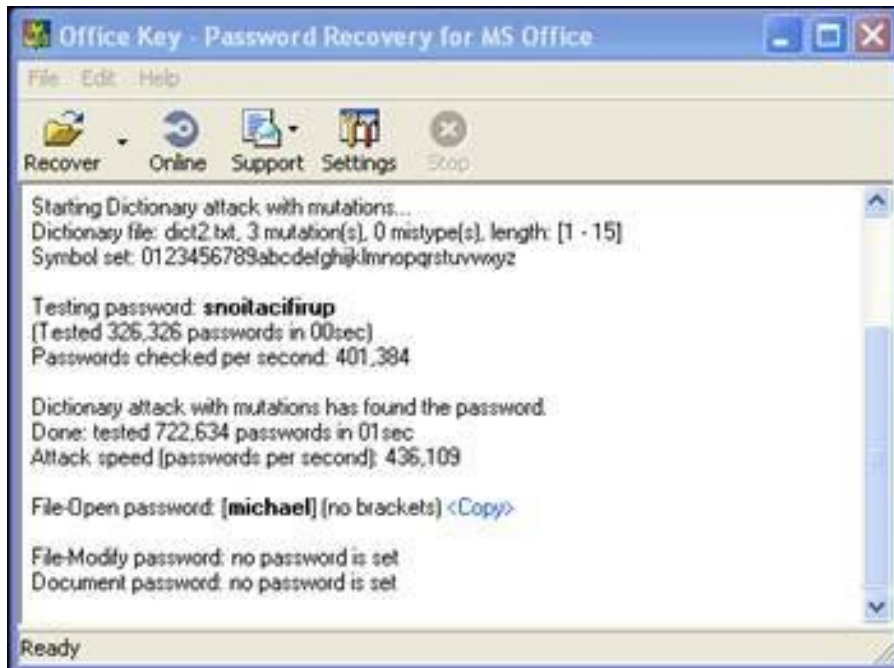 Office Key - Password Recovery for MS Office
File Edit Help
Recover Online Support Settings Stop
Starting Dictionary attack with mutations...
Dictionary file: dict2.txt, 3 mutation(s), 0 mistype(s), length: [1 - 15]
Symbol set: 0123456789abcdefghijklmnopqrstuvwxyz
Testing password: snoitacifirup
(Tested 326,326 passwords in 00sec)
Passwords checked per second: 401,384
Dictionary attack with mutations has found the password.
Done: tested 722,634 passwords in 01sec
Attack speed (passwords per second): 436,109
File-Open password: [michael] (no brackets) <Copy>
File-Modify password: no password is set
Document password: no password is set
Ready